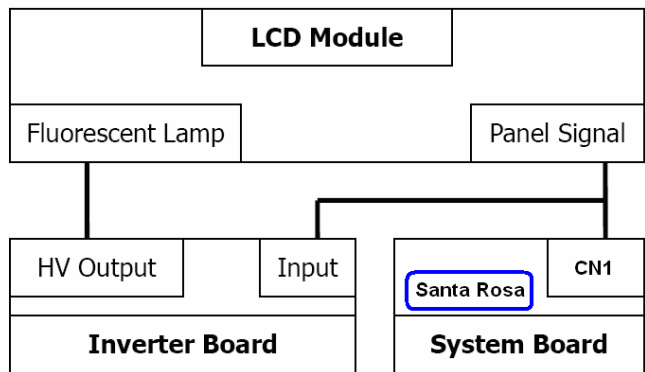 LCD Module
Fluorescent Lamp
Panel Signal
HV Output
Input
CN1
Santa Rosa
Inverter Board
System Board